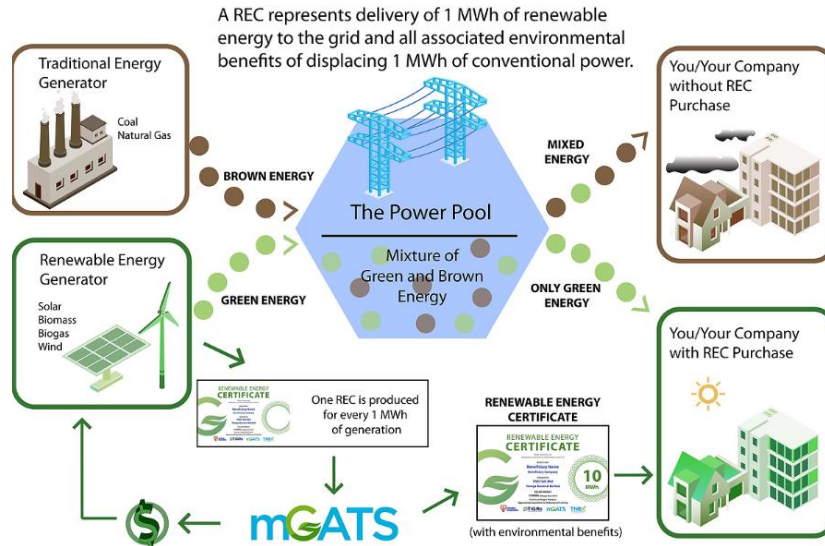 A REC represents delivery of 1 MWh of renewable
energy to the grid and all associated environmental
benefits of displacing 1 MWh of conventional power.
Traditional Energy
Generator
Coal
Natural Gas
BROWN ENERGY
The Power Pool
Mixture of
Green and Brown
Energy
MIXED
ENERGY
You/Your Company
without REC
Purchase
Renewable Energy
Generator
Solar
Biomass
Biogas
Wind
GREEN ENERGY
ONLY GREEN
ENERGY
You/Your Company
with REC Purchase
RENEWABLE ENERGY
CERTIFICATE
One REC is produced
for every 1 MWh
of generation
RENEWABLE ENERGY
CERTIFICATE
RENEWABLE ENERGY
CERTIFICATE
Beneficiary Name
10
MWh
mGATS
(with environmental benefits)
mGATS
$